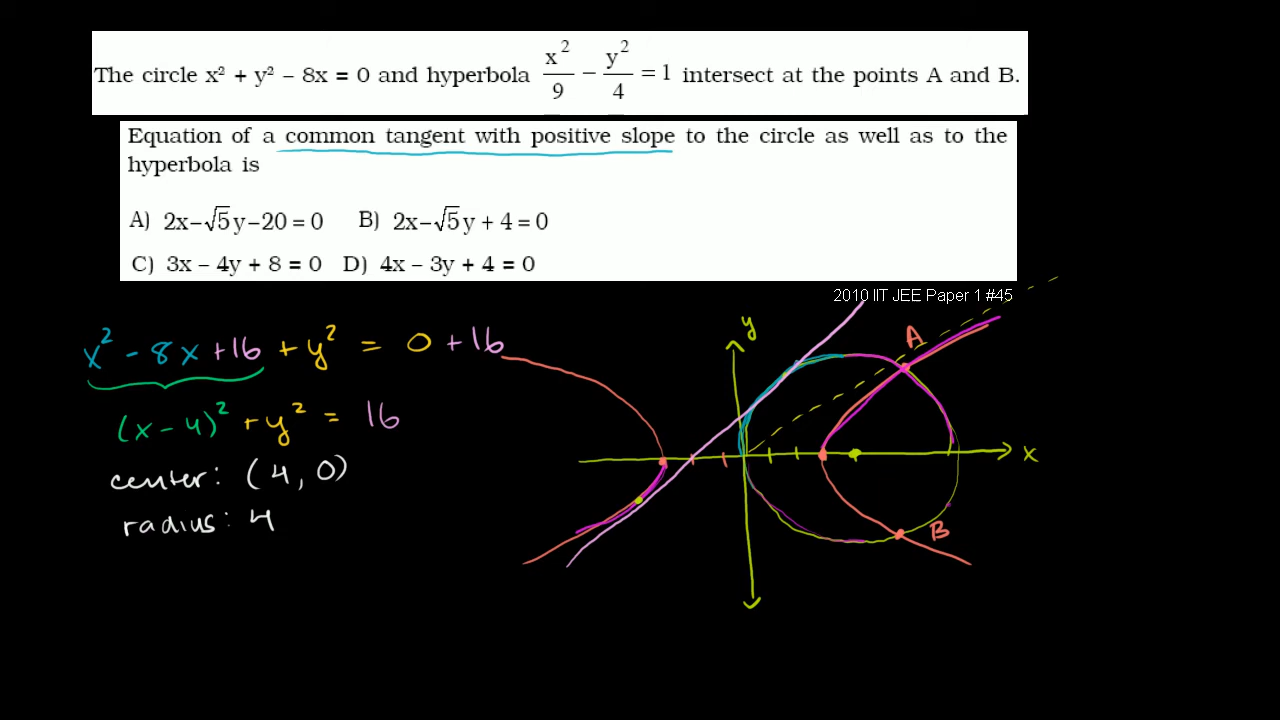 The circle x² + y² – 8x = 0 and hyperbola x²/9 − y²/4 = 1 intersect at the points A and B.
Equation of a common tangent with positive slope to the circle as well as to the
hyperbola is
A) 2x−√5y−20 = 0 B) 2x−√5y + 4 = 0
C) 3x − 4y + 8 = 0 D) 4x − 3y + 4 = 0
2010 IIT JEE Paper 1 #45
x² - 8x +16 + y² = 0 +16
(x - 4)² + y² = 16
center: (4, 0)
radius: 4
y
A
x
B